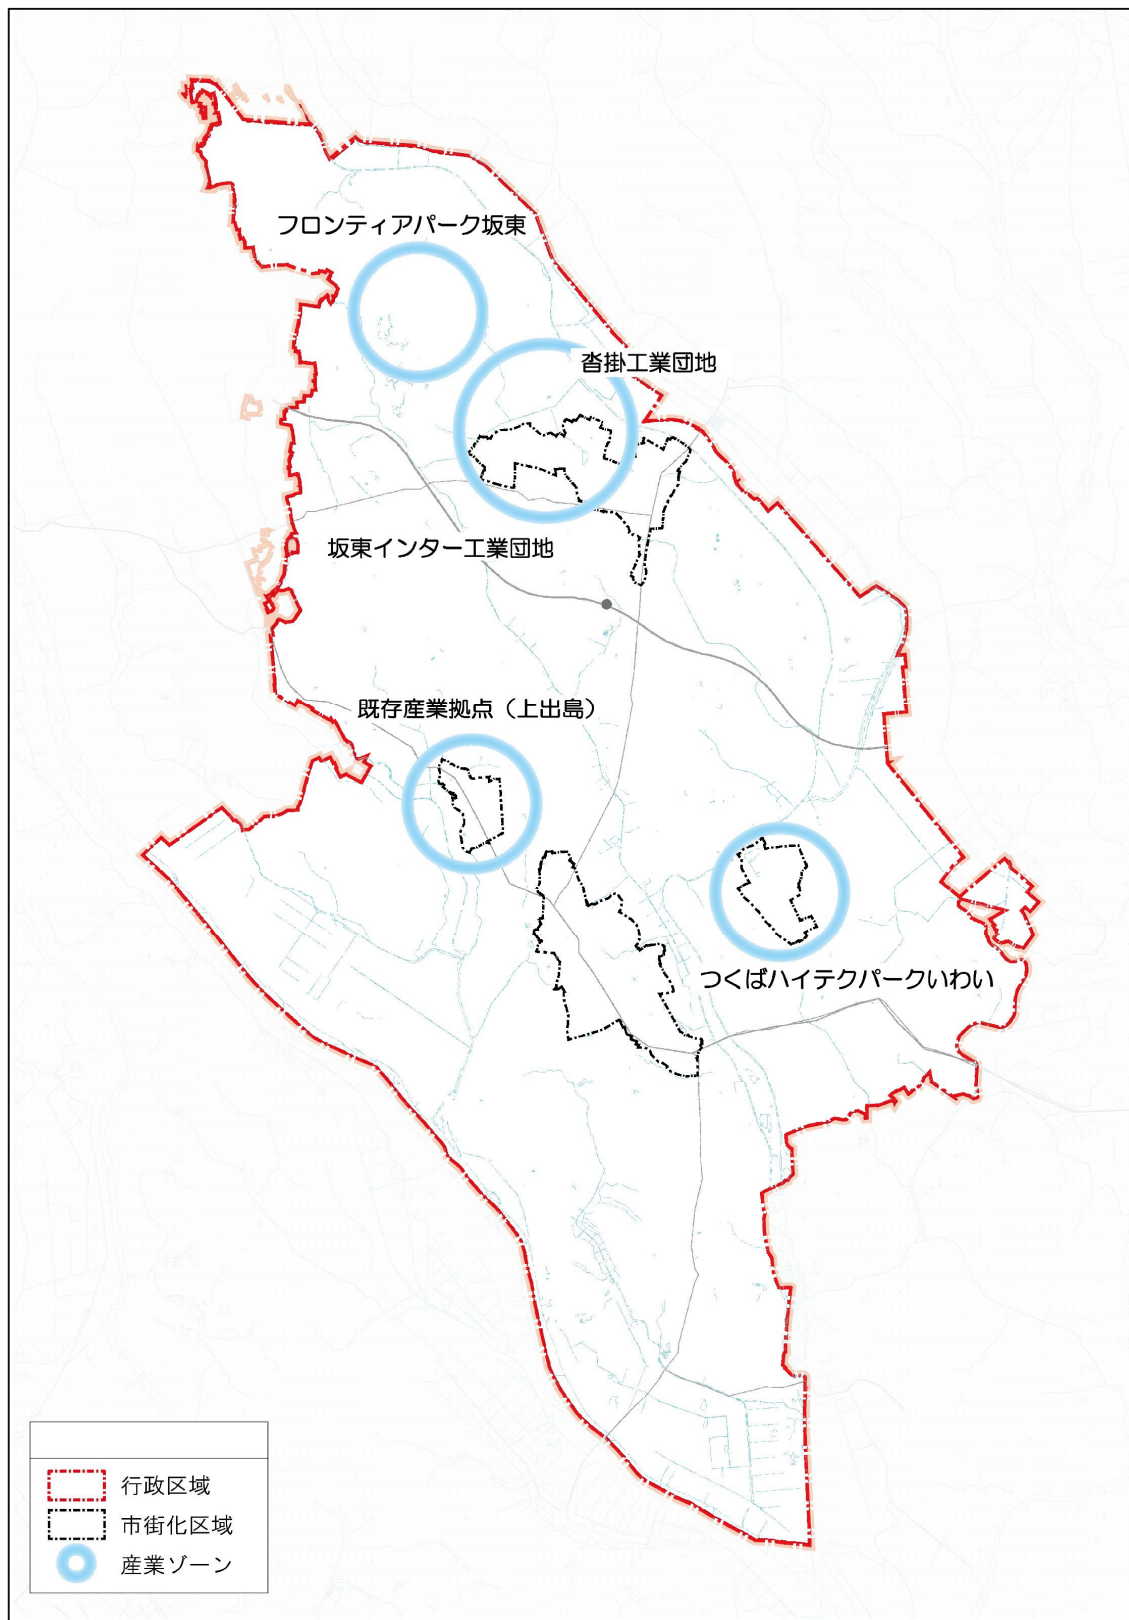 フロンティアパーク坂東
沓掛工業団地
坂東インター工業団地
既存産業拠点（上出島）
つくばハイテクパークいわい
行政区域
市街化区域
産業ゾーン